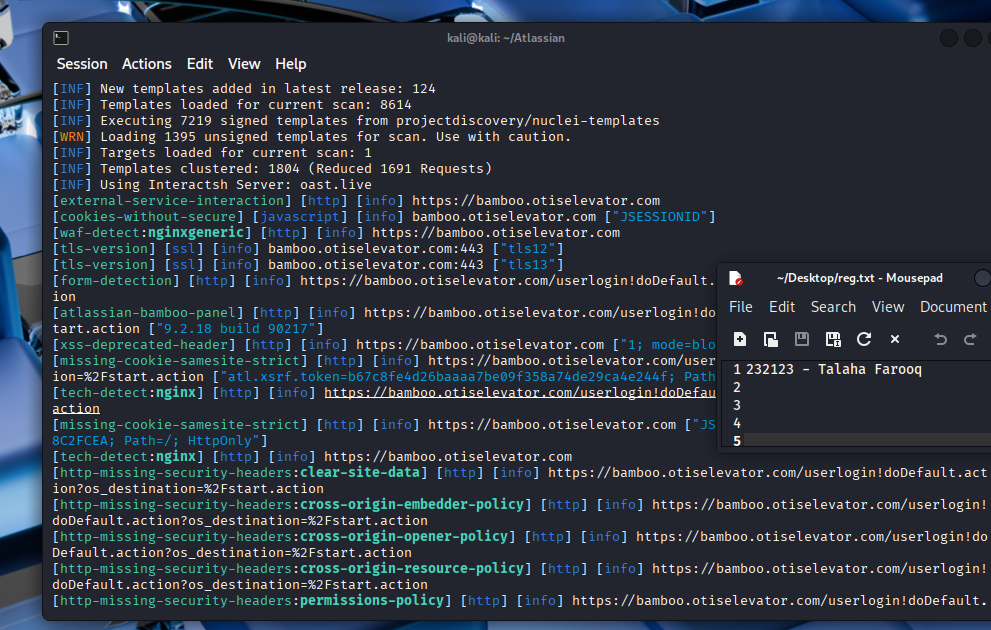 kali@kali: ~/Atlassian
Session Actions Edit View Help
[INF] New templates added in latest release: 124
[INF] Templates loaded for current scan: 8614
[INF] Executing 7219 signed templates from projectdiscovery/nuclei-templates
[WRN] Loading 1395 unsigned templates for scan. Use with caution.
[INF] Targets loaded for current scan: 1
[INF] Templates clustered: 1804 (Reduced 1691 Requests)
[INF] Using Interactsh Server: oast.live
[external-service-interaction] [http] [info] https://bamboo.otiselevator.com
[cookies-without-secure] [javascript] [info] bamboo.otiselevator.com ["JSESSIONID"]
[waf-detect:nginxgeneric] [http] [info] https://bamboo.otiselevator.com
[tls-version] [ssl] [info] bamboo.otiselevator.com:443 ["tls12"]
[tls-version] [ssl] [info] bamboo.otiselevator.com:443 ["tls13"]
[form-detection] [http] [info] https://bamboo.otiselevator.com/userlogin!doDefault.
ion
[atlassian-bamboo-panel] [http] [info] https://bamboo.otiselevator.com/userlogin!do
tart.action ["9.2.18 build 90217"]
[xss-deprecated-header] [http] [info] https://bamboo.otiselevator.com ["1; mode=blo
[missing-cookie-samesite-strict] [http] [info] https://bamboo.otiselevator.com/user
ion=%2Fstart.action ["atl.xsrf.token=b67c8fe4d26baaaa7be09f358a74de29ca4e244f; Path
[tech-detect:nginx] [http] [info] https://bamboo.otiselevator.com/userlogin!doDefau
action
[missing-cookie-samesite-strict] [http] [info] https://bamboo.otiselevator.com ["JS
8C2FCEA; Path=/; HttpOnly"]
[tech-detect:nginx] [http] [info] https://bamboo.otiselevator.com
[http-missing-security-headers:clear-site-data] [http] [info] https://bamboo.otiselevator.com/userlogin!doDefault.act
ion?os_destination=%2Fstart.action
[http-missing-security-headers:cross-origin-embedder-policy] [http] [info] https://bamboo.otiselevator.com/userlogin!
doDefault.action?os_destination=%2Fstart.action
[http-missing-security-headers:cross-origin-opener-policy] [http] [info] https://bamboo.otiselevator.com/userlogin!do
Default.action?os_destination=%2Fstart.action
[http-missing-security-headers:cross-origin-resource-policy] [http] [info] https://bamboo.otiselevator.com/userlogin!
doDefault.action?os_destination=%2Fstart.action
[http-missing-security-headers:permissions-policy] [http] [info] https://bamboo.otiselevator.com/userlogin!doDefault.
~/Desktop/reg.txt - Mousepad
File Edit Search View Document
1 232123 - Talaha Farooq
2
3
4
5